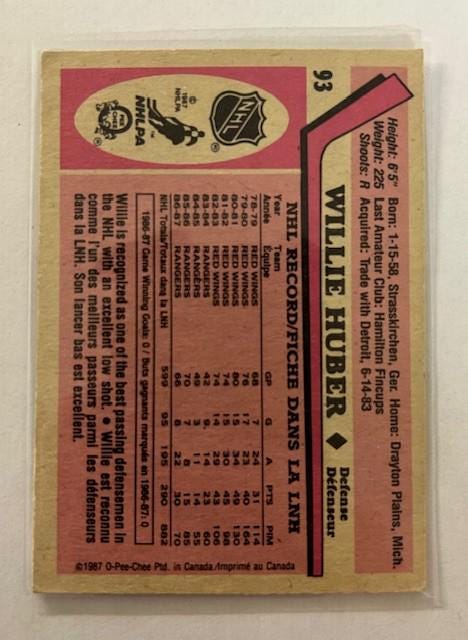 93
Height: 6'5" Born: 1-15-58, Strasskirchen, Ger. Home: Drayton Plains, Mich.
Weight: 225 Last Amateur Club: Hamilton Fincups
Shoots: R Acquired: Trade with Detroit, 6-14-83
WILLIE HUBER ◆ Defense
Défenseur
NHL
®
© 1987
NHLPA
NHLPA™
O PEE CHEE ®
NHL RECORD/FICHE DANS LA LNH
Year Team GP G A PTS PIM
Année Équipe
78-79 RED WINGS 68 7 24 31 114
79-80 RED WINGS 76 17 23 40 164
80-81 RED WINGS 80 15 34 49 130
81-82 RED WINGS 74 15 30 45 98
82-83 RED WINGS 74 14 29 43 106
83-84 RANGERS 42 9 14 23 60
84-85 RANGERS 49 3 11 14 55
85-86 RANGERS 70 7 8 15 85
86-87 RANGERS 66 8 22 30 70
NHL Totals/Totaux dans la LNH 599 95 195 290 882
1986-87 Game Winning Goals: 0 / Buts gagnants marqués en 1986-87: 0
Willie is recognized as one of the best passing defensemen in
the NHL with an excellent low shot. ● Willie est reconnu
comme l'un des meilleurs passeurs parmi les défenseurs
dans la LNH. Son lancer bas est excellent.
©1987 O-Pee-Chee Ptd. in Canada./Imprimé au Canada.